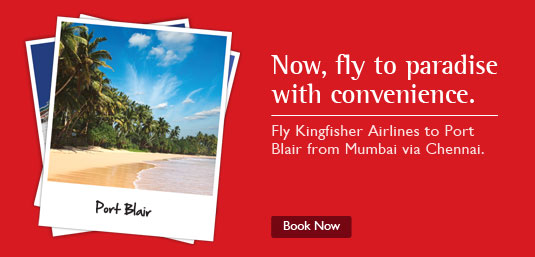 Now, fly to paradise
with convenience.
Fly Kingfisher Airlines to Port
Blair from Mumbai via Chennai.
Port Blair
Book Now